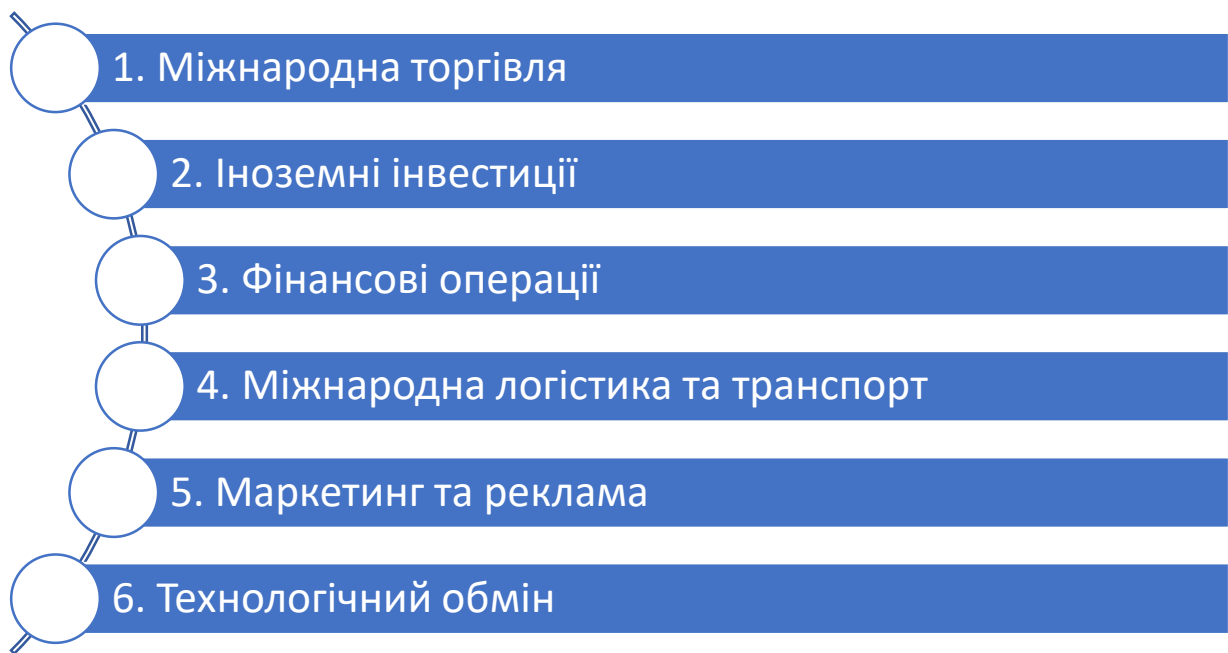 1. Міжнародна торгівля
2. Іноземні інвестиції
3. Фінансові операції
4. Міжнародна логістика та транспорт
5. Маркетинг та реклама
6. Технологічний обмін